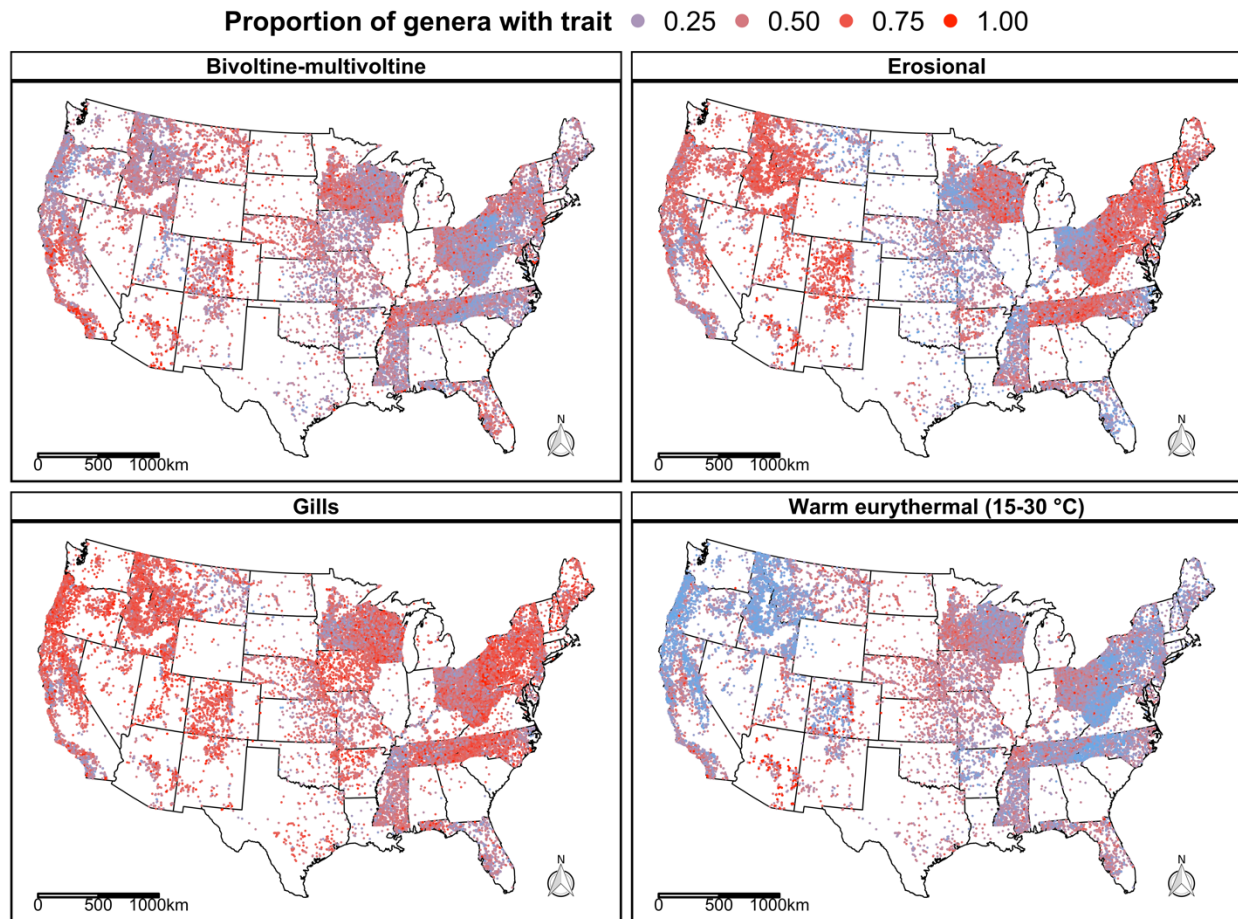 Proportion of genera with trait 0.25 0.50 0.75 1.00
Bivoltine-multivoltine
Erosional
N
0 500 1000km
N
0 500 1000km
Gills
Warm eurythermal (15-30 °C)
N
0 500 1000km
N
0 500 1000km